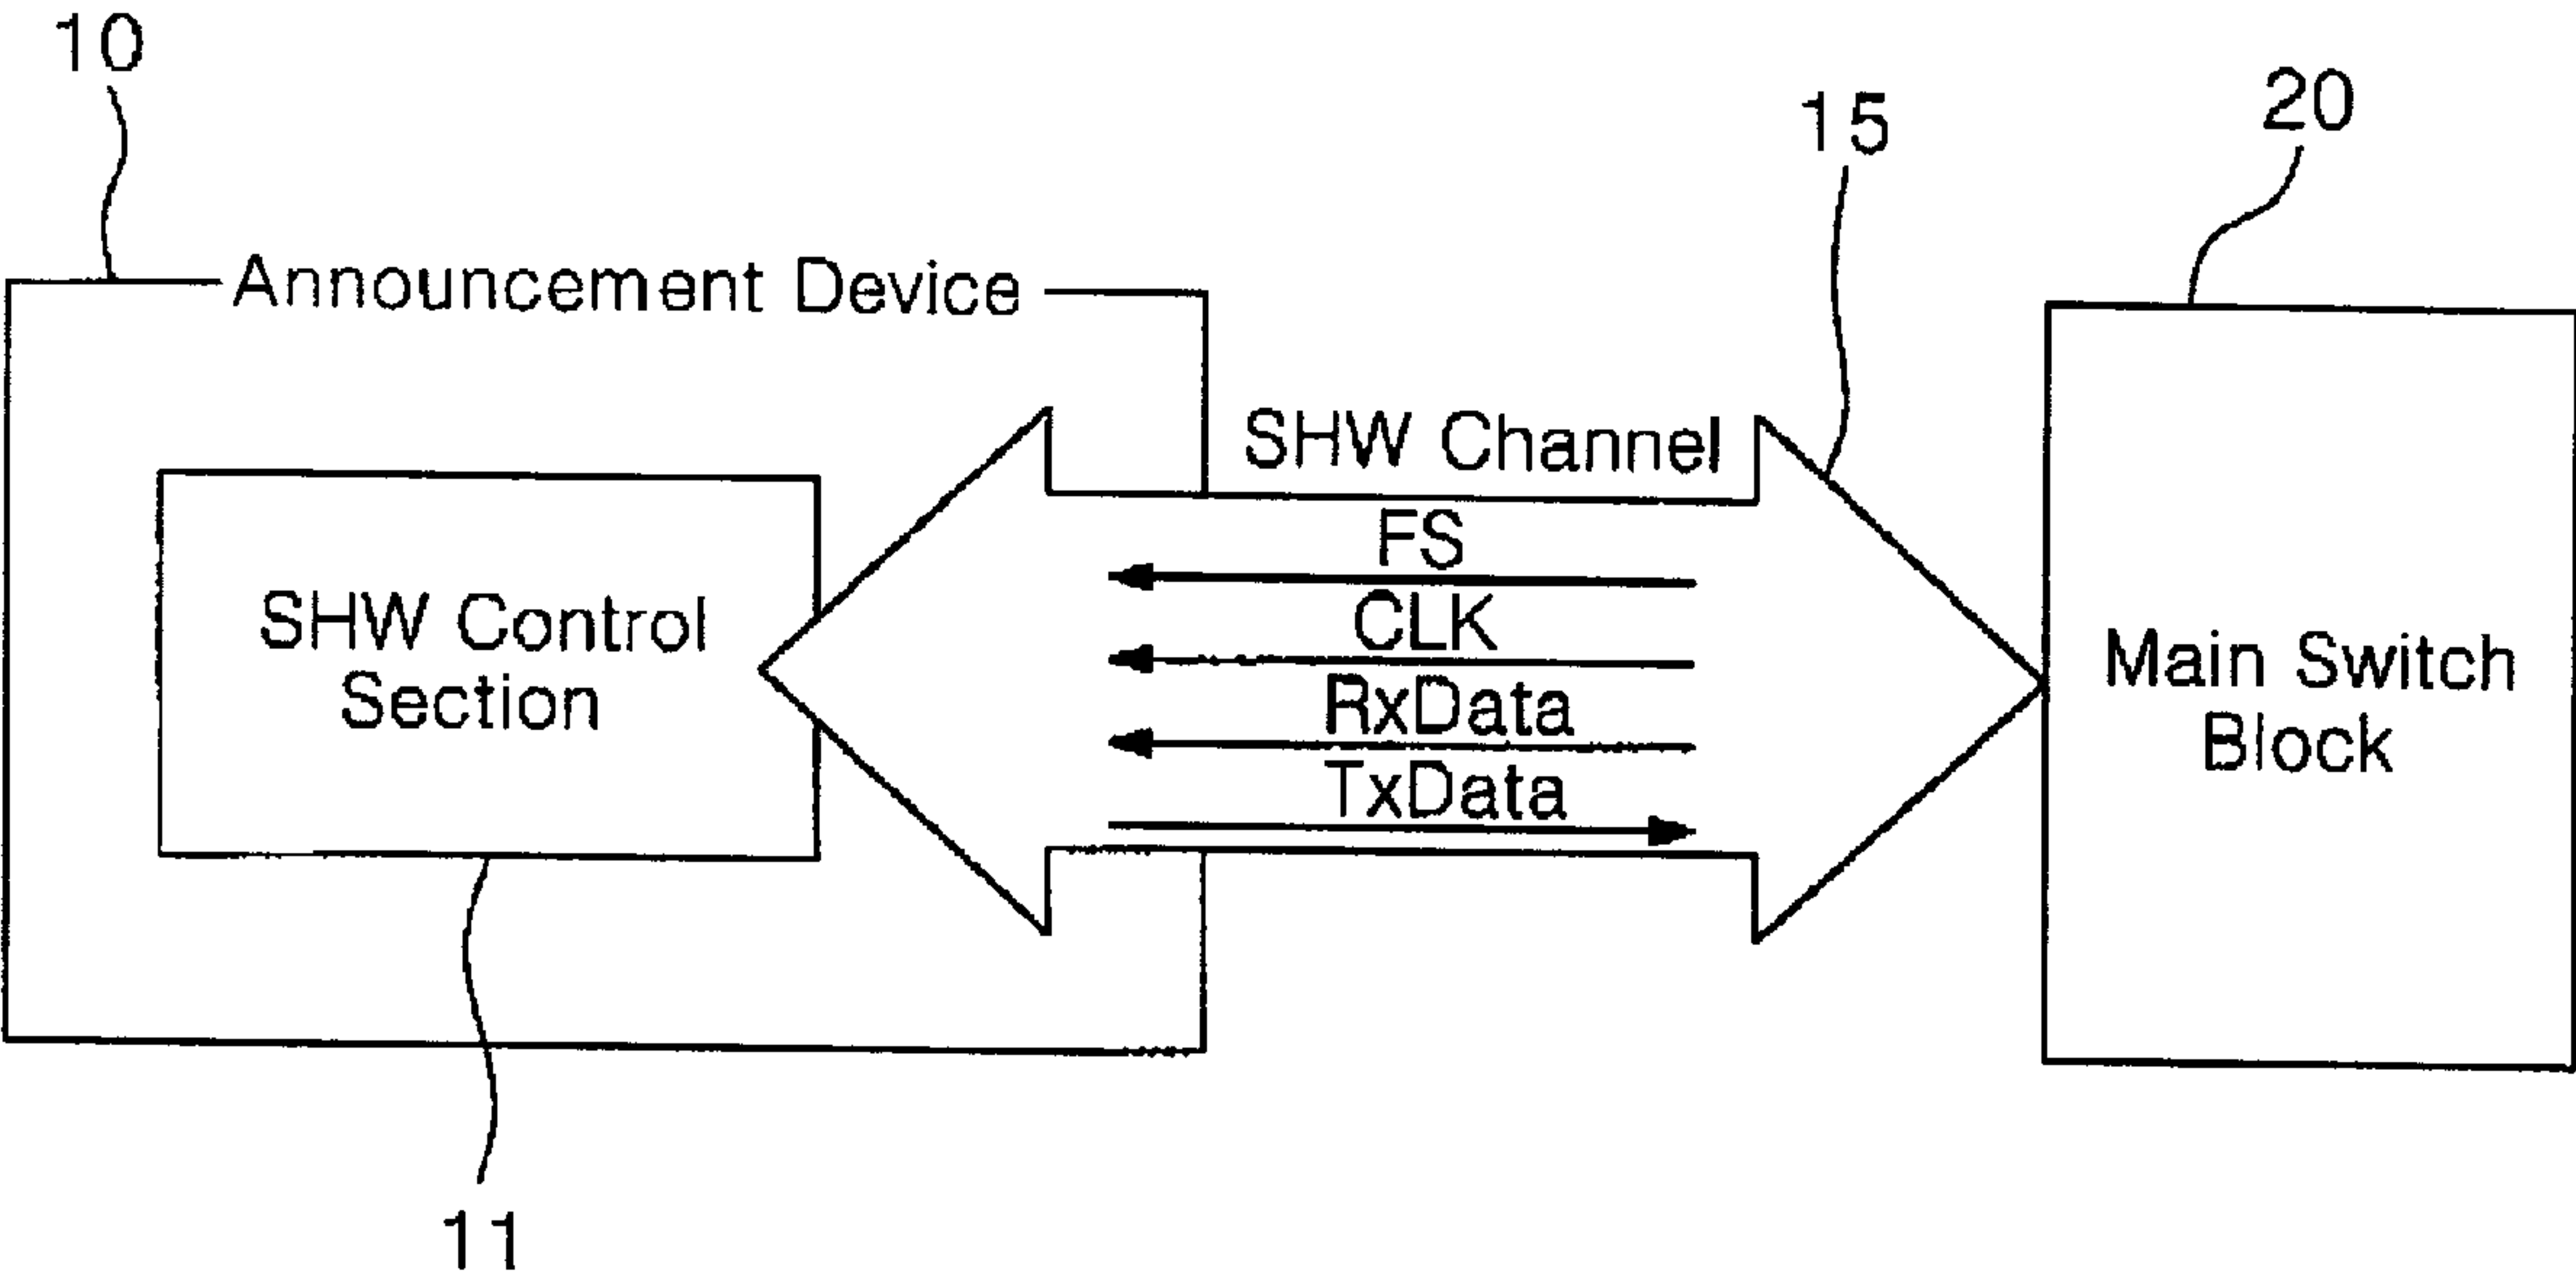 10
15
20
Announcement Device
SHW Channel
FS
CLK
RxData
TxData
SHW Control
Section
Main Switch
Block
11